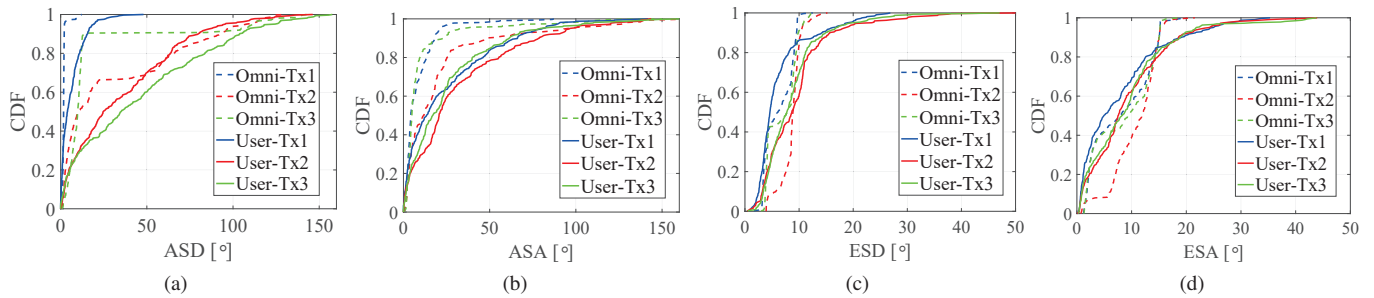 1
0.8
0.6
0.4
0.2
0
CDF
0 50 100 150
ASD [°]
Omni-Tx1
Omni-Tx2
Omni-Tx3
User-Tx1
User-Tx2
User-Tx3
(a)
1
0.8
0.6
0.4
0.2
0
CDF
0 50 100 150
ASA [°]
Omni-Tx1
Omni-Tx2
Omni-Tx3
User-Tx1
User-Tx2
User-Tx3
(b)
1
0.8
0.6
0.4
0.2
0
CDF
0 10 20 30 40 50
ESD [°]
Omni-Tx1
Omni-Tx2
Omni-Tx3
User-Tx1
User-Tx2
User-Tx3
(c)
1
0.8
0.6
0.4
0.2
0
CDF
0 10 20 30 40 50
ESA [°]
Omni-Tx1
Omni-Tx2
Omni-Tx3
User-Tx1
User-Tx2
User-Tx3
(d)